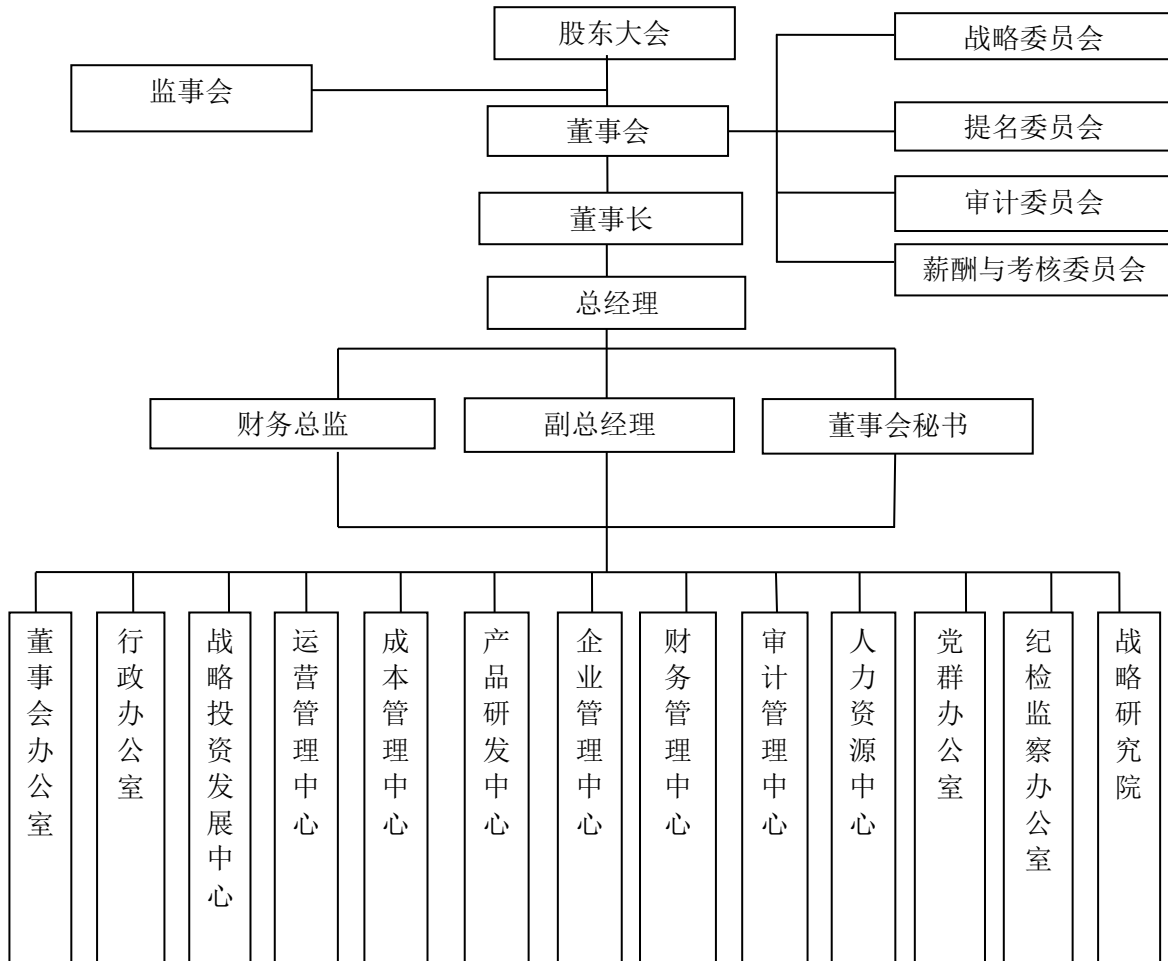 股东大会
战略委员会
监事会
董事会
提名委员会
董事长
审计委员会
薪酬与考核委员会
总经理
财务总监
副总经理
董事会秘书
董事会办公室
行政办公室
战略投资发展中心
运营管理中心
成本管理中心
产品研发中心
企业管理中心
财务管理中心
审计管理中心
人力资源中心
党群办公室
纪检监察办公室
战略研究院